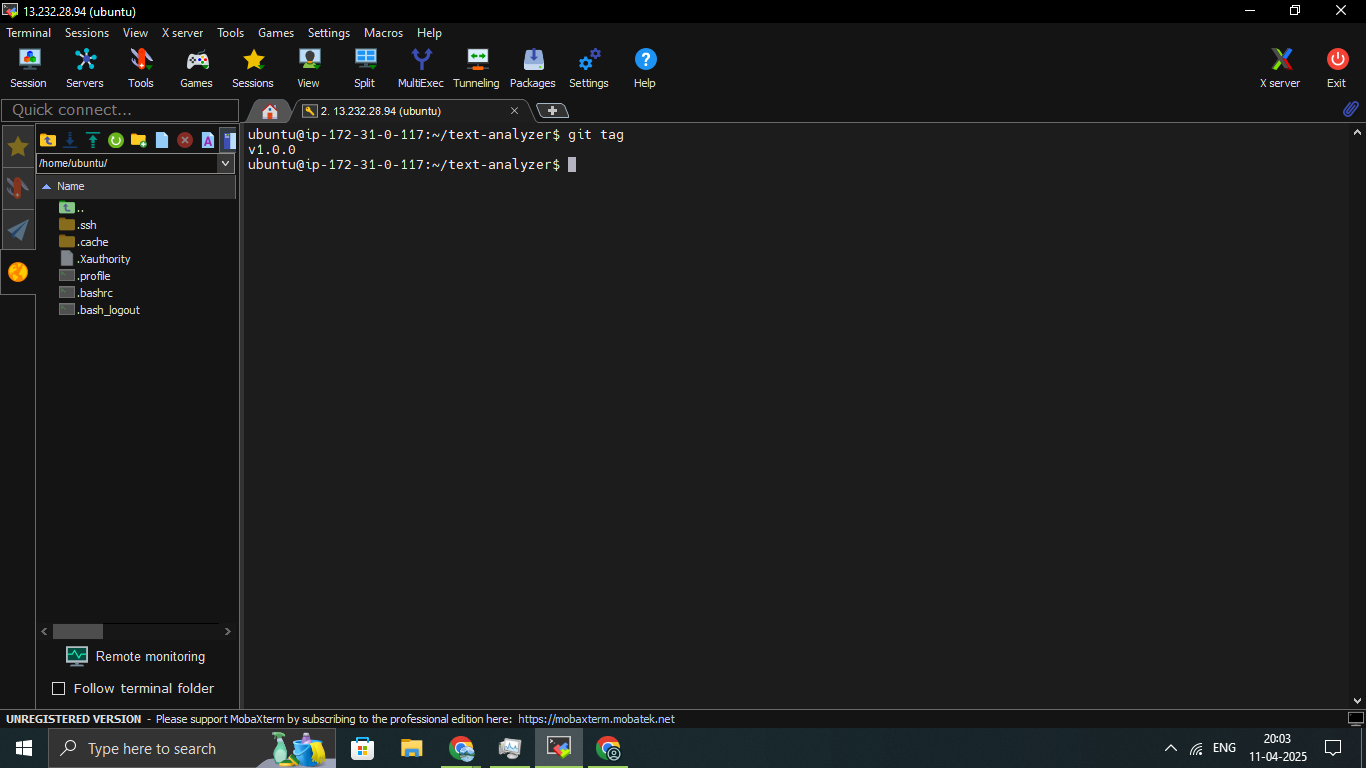 13.232.28.94 (ubuntu)
Terminal Sessions View X server Tools Games Settings Macros Help
Session Servers Tools Games Sessions View Split MultiExec Tunneling Packages Settings Help X server Exit
Quick connect...
2. 13.232.28.94 (ubuntu)
/home/ubuntu/
Name
..
.ssh
.cache
.Xauthority
.profile
.bashrc
.bash_logout
Remote monitoring
Follow terminal folder
ubuntu@ip-172-31-0-117:~/text-analyzer$ git tag
v1.0.0
ubuntu@ip-172-31-0-117:~/text-analyzer$
UNREGISTERED VERSION - Please support MobaXterm by subscribing to the professional edition here: https://mobaxterm.mobatek.net
Type here to search
ENG
20:03
11-04-2025